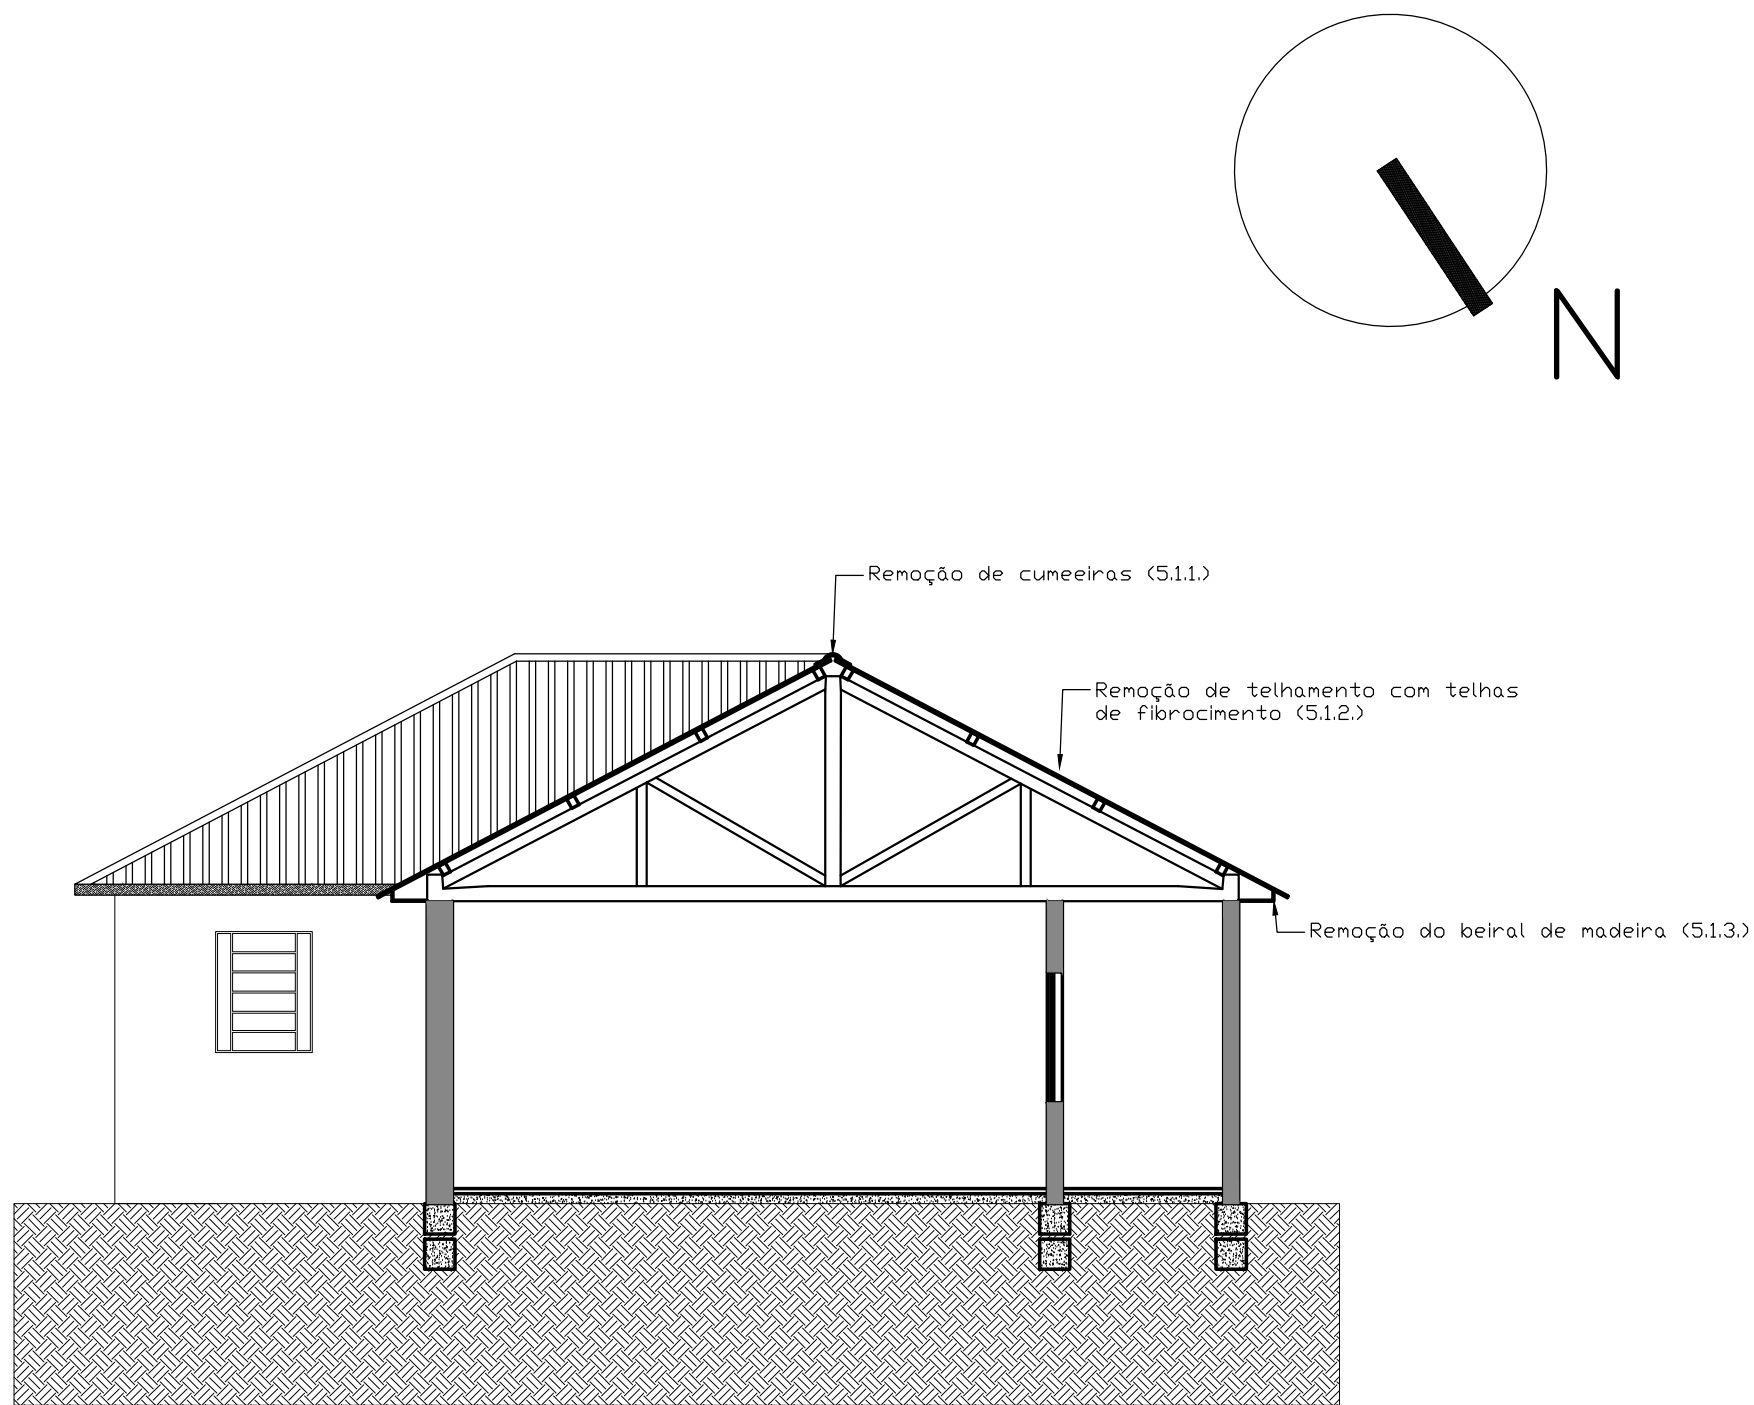 N
Remoção de cumeeiras (5.1.1.)
Remoção de telhamento com telhas
de fibrocimento (5.1.2.)
Remoção do beiral de madeira (5.1.3.)